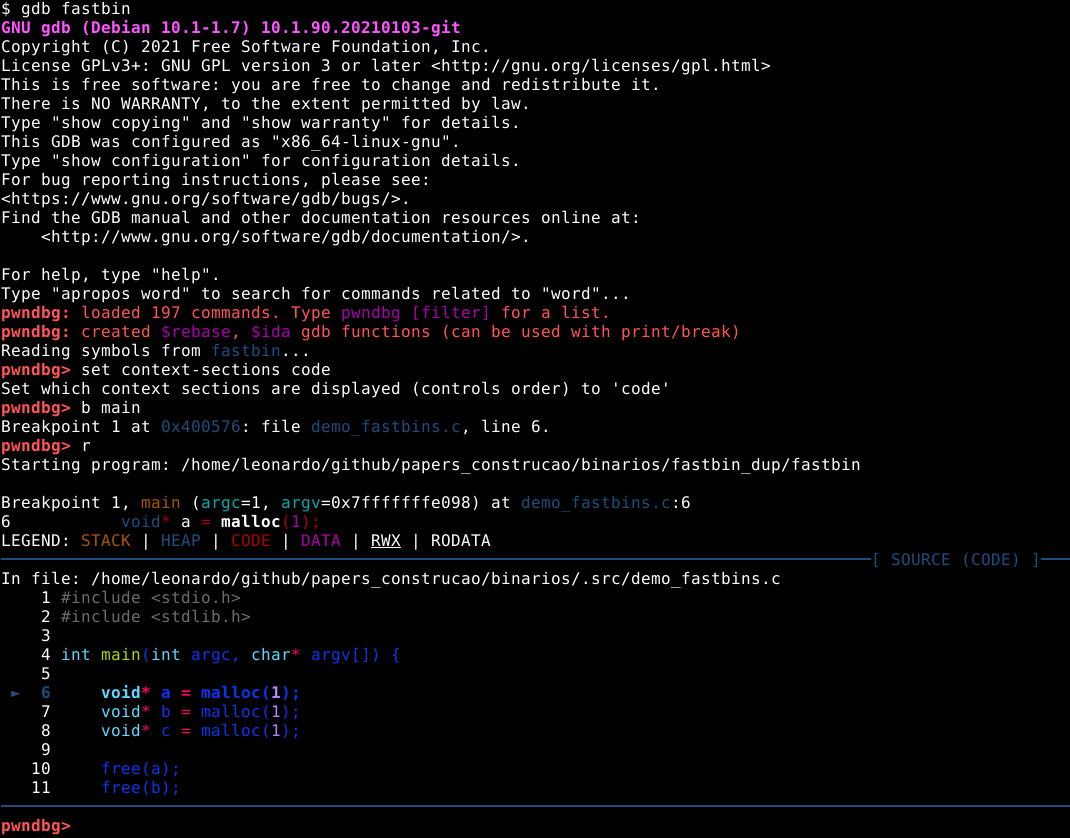 $ gdb fastbin
GNU gdb (Debian 10.1-1.7) 10.1.90.20210103-git
Copyright (C) 2021 Free Software Foundation, Inc.
License GPLv3+: GNU GPL version 3 or later <http://gnu.org/licenses/gpl.html>
This is free software: you are free to change and redistribute it.
There is NO WARRANTY, to the extent permitted by law.
Type "show copying" and "show warranty" for details.
This GDB was configured as "x86_64-linux-gnu".
Type "show configuration" for configuration details.
For bug reporting instructions, please see:
<https://www.gnu.org/software/gdb/bugs/>.
Find the GDB manual and other documentation resources online at:
    <http://www.gnu.org/software/gdb/documentation/>.

For help, type "help".
Type "apropos word" to search for commands related to "word"...
pwndbg: loaded 197 commands. Type pwndbg [filter] for a list.
pwndbg: created $rebase, $ida gdb functions (can be used with print/break)
Reading symbols from fastbin...
pwndbg> set context-sections code
Set which context sections are displayed (controls order) to 'code'
pwndbg> b main
Breakpoint 1 at 0x400576: file demo_fastbins.c, line 6.
pwndbg> r
Starting program: /home/leonardo/github/papers_construcao/binarios/fastbin_dup/fastbin

Breakpoint 1, main (argc=1, argv=0x7fffffffe098) at demo_fastbins.c:6
6           void* a = malloc(1);
LEGEND: STACK | HEAP | CODE | DATA | RWX | RODATA
[ SOURCE (CODE) ]
In file: /home/leonardo/github/papers_construcao/binarios/.src/demo_fastbins.c
    1 #include <stdio.h>
    2 #include <stdlib.h>
    3
    4 int main(int argc, char* argv[]) {
    5
 ► 6     void* a = malloc(1);
    7     void* b = malloc(1);
    8     void* c = malloc(1);
    9
   10     free(a);
   11     free(b);
pwndbg>